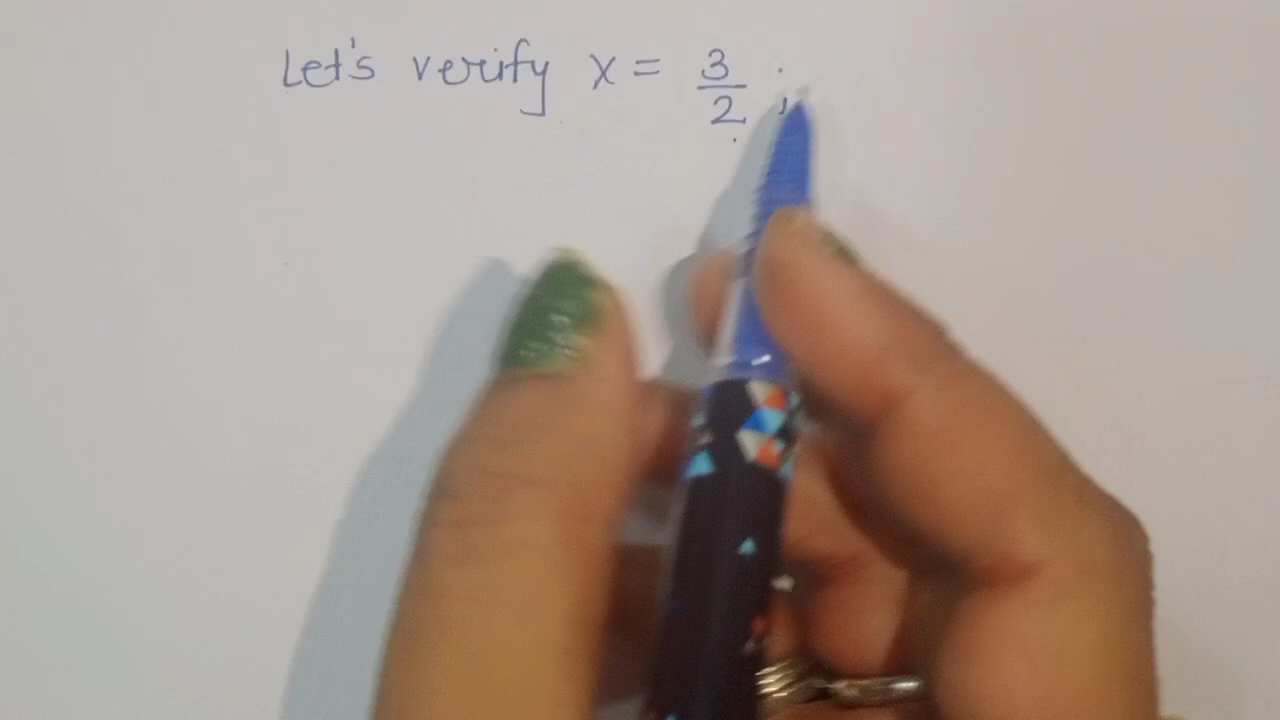 Let's verify x = 3/2 ;